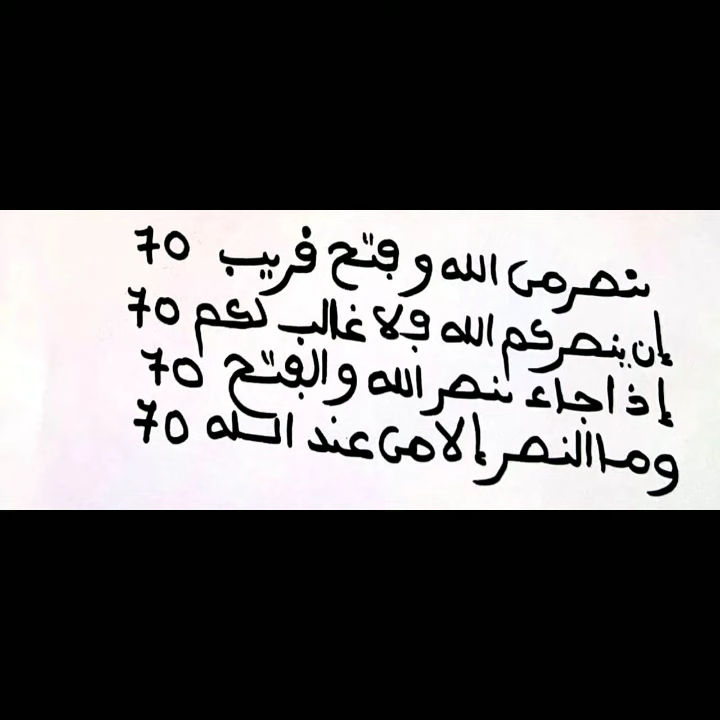 نصر من الله و فتح قريب 70
إن ينصركم الله فلا غالب لكم 70
إذا جاء نصر الله والفتح 70
وما النصر إلا من عند الله 70